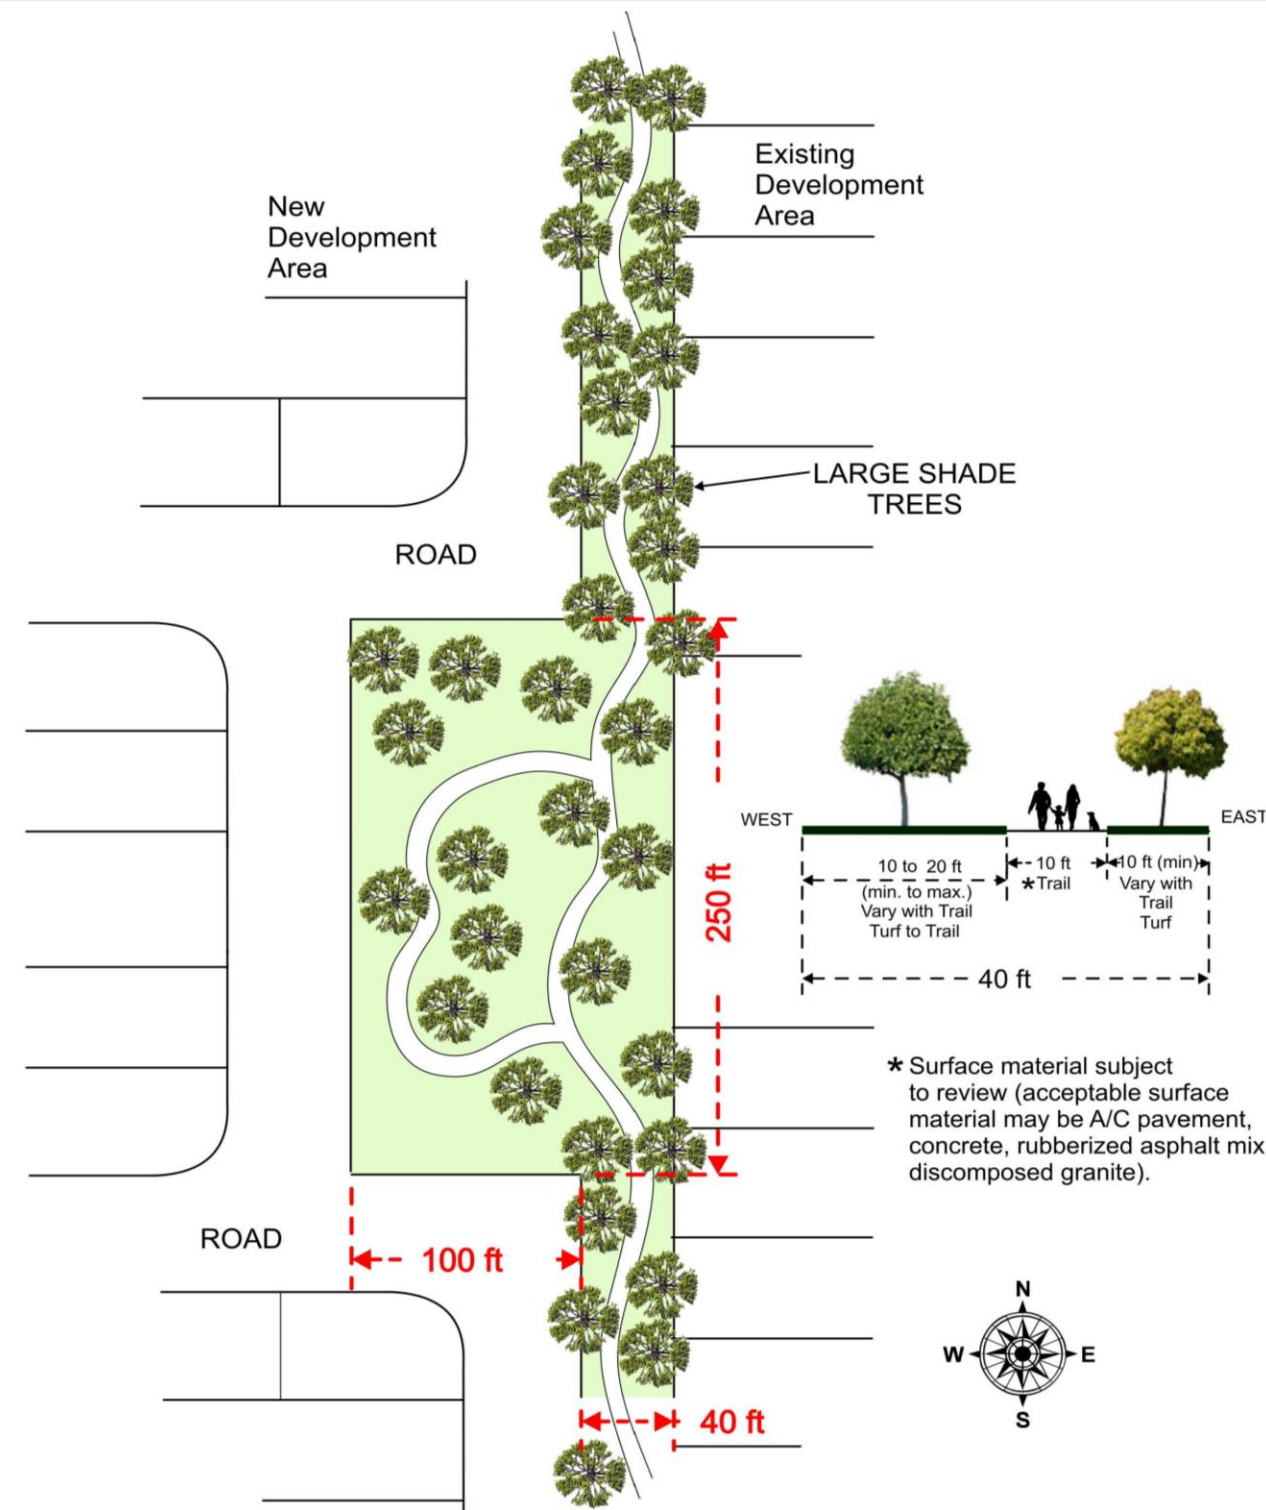 Existing
Development
Area
New
Development
Area
LARGE SHADE
TREES
ROAD
250 ft
WEST
EAST
10 to 20 ft
(min. to max.)
Vary with Trail
Turf to Trail
10 ft
*Trail
10 ft (min)
Vary with
Trail
Turf
40 ft
* Surface material subject
to review (acceptable surface
material may be A/C pavement,
concrete, rubberized asphalt mix
discomposed granite).
ROAD
100 ft
40 ft
N
W
E
S